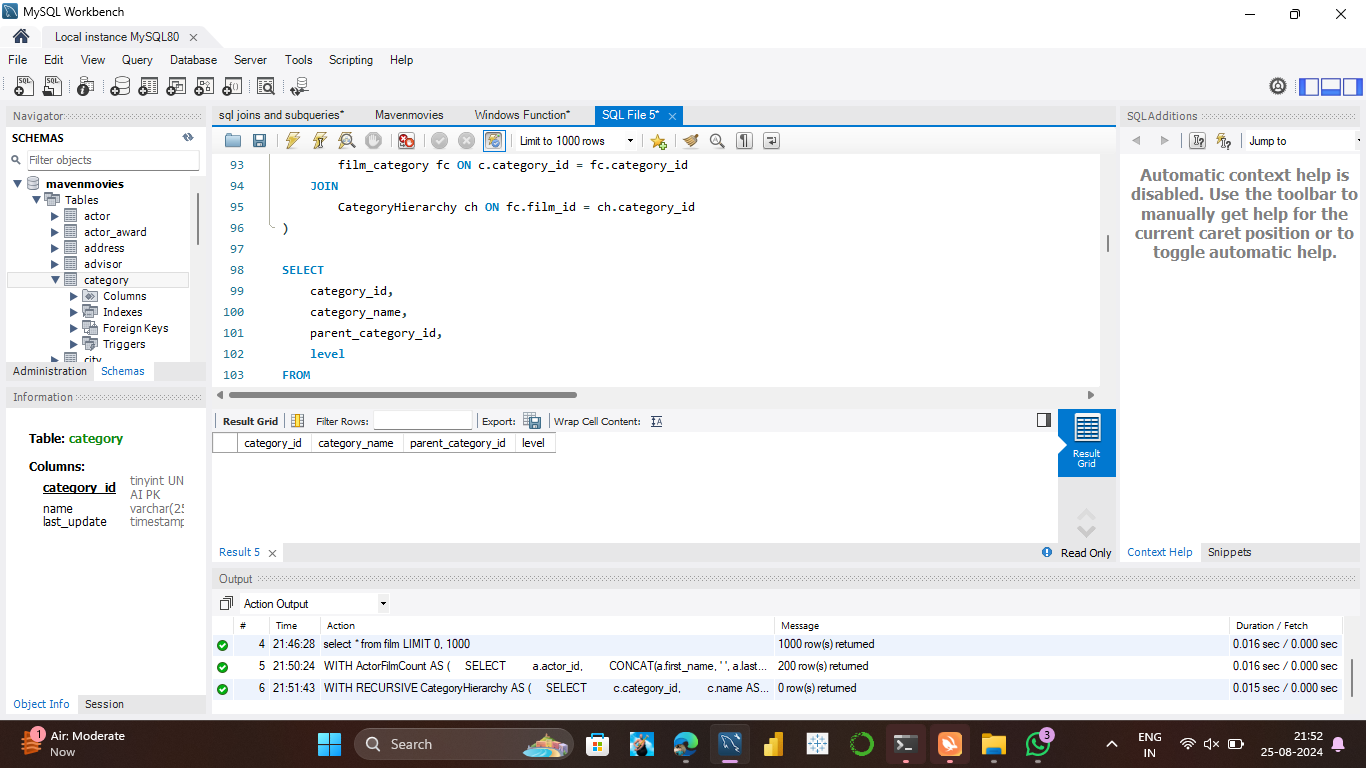 MySQL Workbench
Local instance MySQL80
File Edit View Query Database Server Tools Scripting Help
Navigator
SCHEMAS
Filter objects
mavenmovies
Tables
actor
actor_award
address
advisor
category
Columns
Indexes
Foreign Keys
Triggers
city
Administration Schemas
Information
Table: category
Columns:
category_id tinyint UN AI PK
name varchar(25
last_update timestamp
Object Info Session
sql joins and subqueries* Mavenmovies Windows Function* SQL File 5*
Limit to 1000 rows
93 film_category fc ON c.category_id = fc.category_id
94 JOIN
95 CategoryHierarchy ch ON fc.film_id = ch.category_id
96 )
97
98 SELECT
99 category_id,
100 category_name,
101 parent_category_id,
102 level
103 FROM
Result Grid Filter Rows: Export: Wrap Cell Content:
category_id category_name parent_category_id level
Result Grid
Result 5 Read Only
Output
Action Output
# Time Action Message Duration / Fetch
4 21:46:28 select * from film LIMIT 0, 1000 1000 row(s) returned 0.016 sec / 0.000 sec
5 21:50:24 WITH ActorFilmCount AS ( SELECT a.actor_id, CONCAT(a.first_name, ' ', a.last... 200 row(s) returned 0.016 sec / 0.000 sec
6 21:51:43 WITH RECURSIVE CategoryHierarchy AS ( SELECT c.category_id, c.name AS... 0 row(s) returned 0.015 sec / 0.000 sec
SQLAdditions
Jump to
Automatic context help is
disabled. Use the toolbar to
manually get help for the
current caret position or to
toggle automatic help.
Context Help Snippets
1
Air: Moderate
Now
Search
3
ENG
IN
21:52
25-08-2024